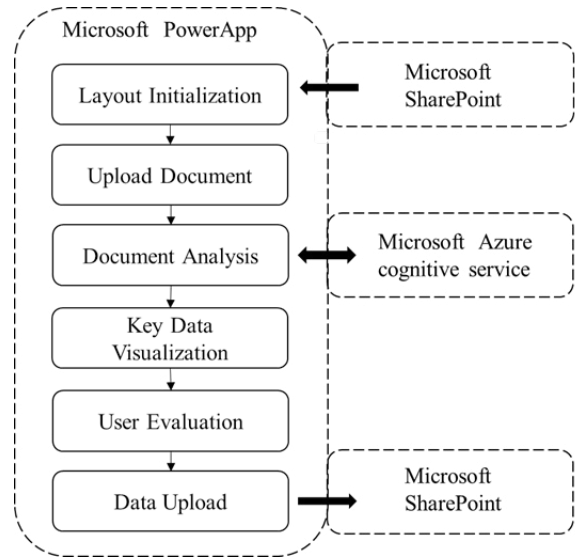 Microsoft PowerApp
Layout Initialization
Microsoft
SharePoint
Upload Document
Document Analysis
Microsoft Azure
cognitive service
Key Data
Visualization
User Evaluation
Data Upload
Microsoft
SharePoint